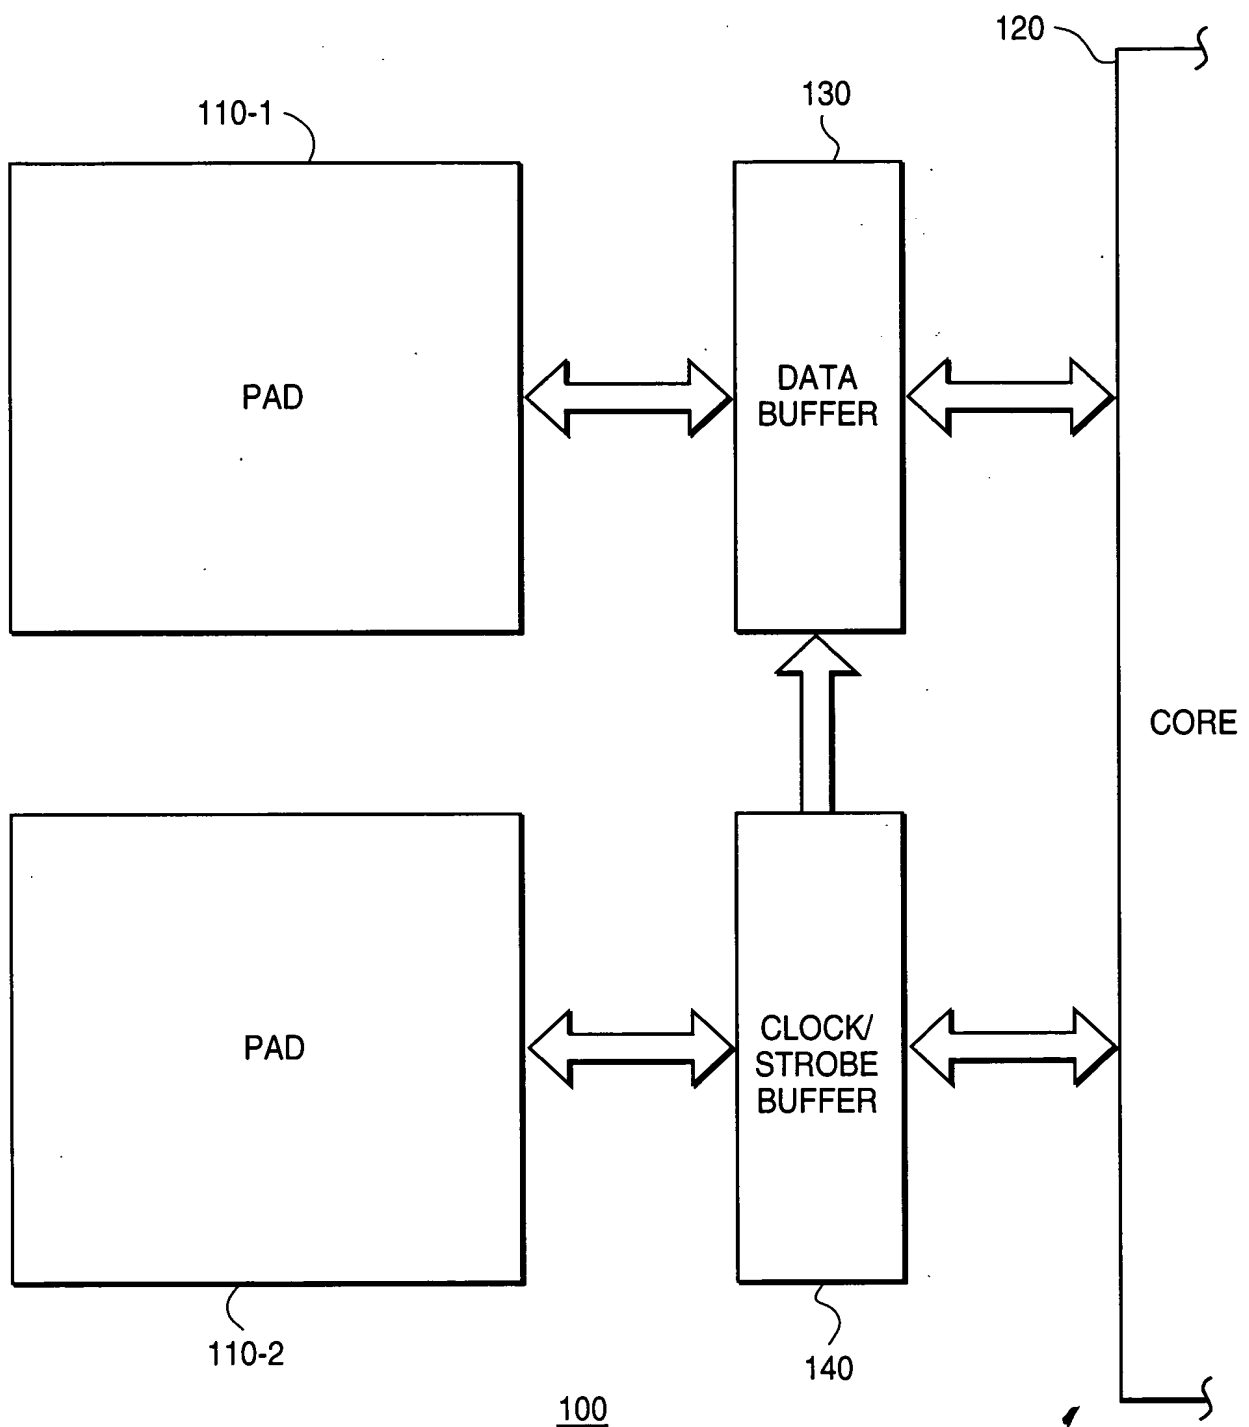 120
110-1
130
PAD
DATA
BUFFER
CORE
PAD
CLOCK/
STROBE
BUFFER
110-2
140
100